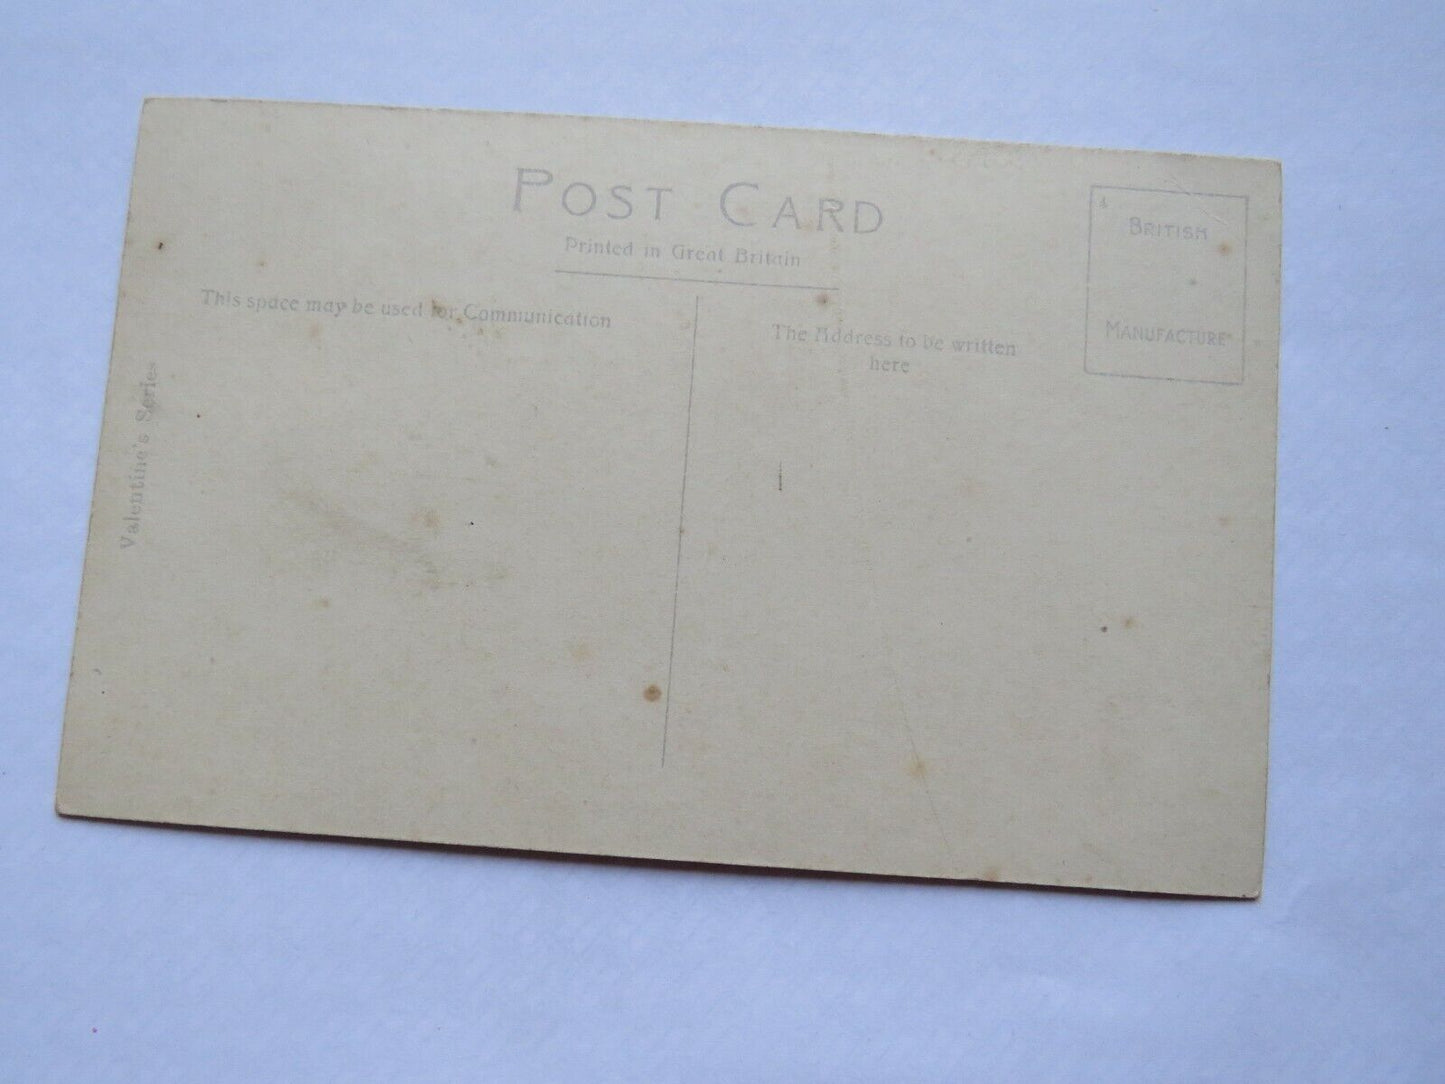 POST CARD
Printed in Great Britain
This space may be used for Communication
The Address to be written
here
BRITISH
MANUFACTURE
Valentine's Series